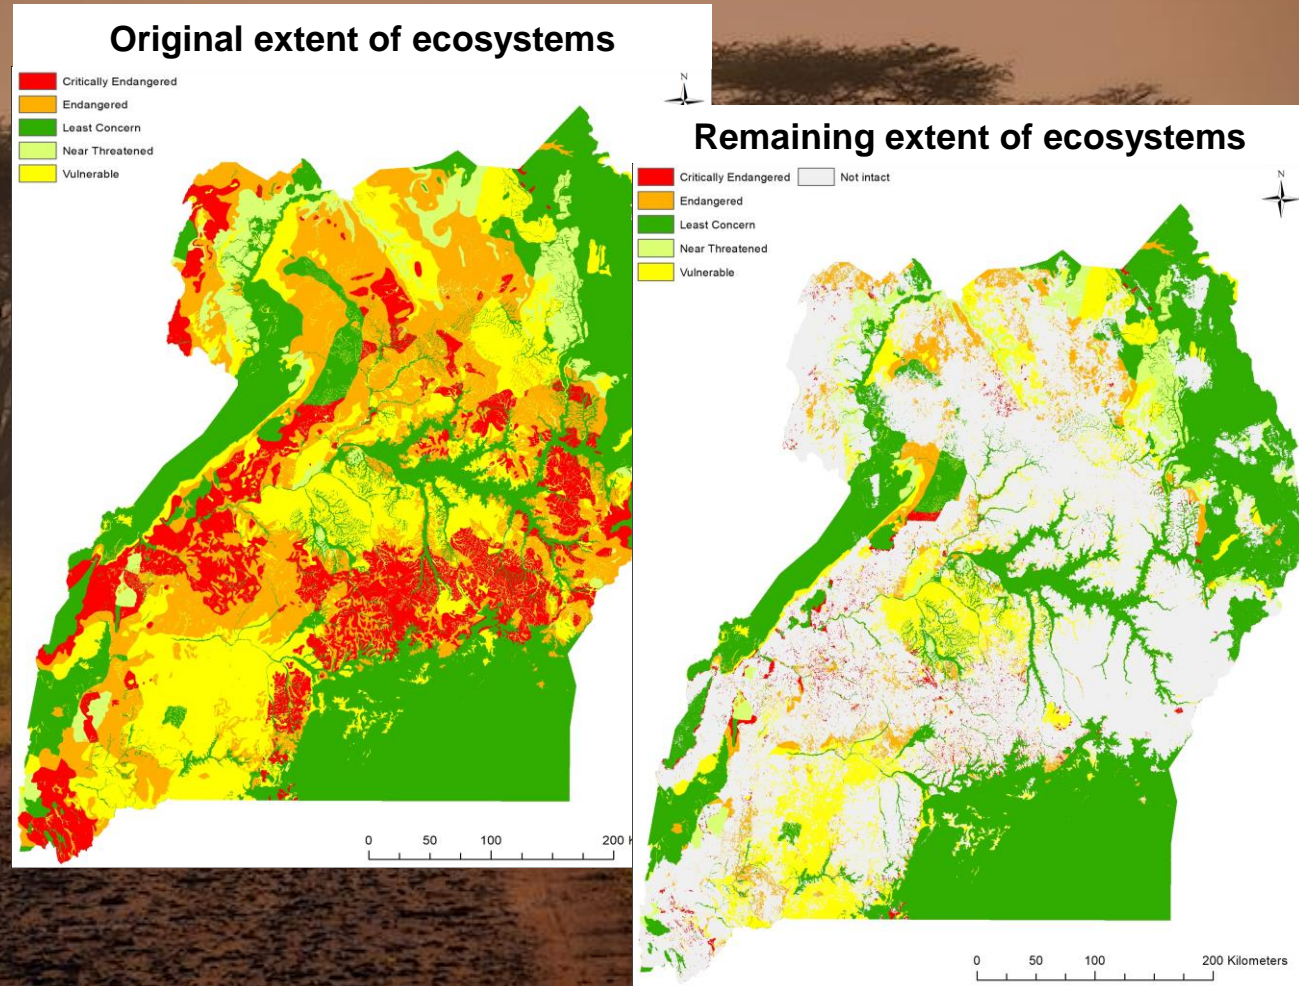 Original extent of ecosystems
Critically Endangered
Endangered
Least Concern
Near Threatened
Vulnerable
N
0 50 100 200 K
Remaining extent of ecosystems
Critically Endangered Not intact
Endangered
Least Concern
Near Threatened
Vulnerable
N
0 50 100 200 Kilometers